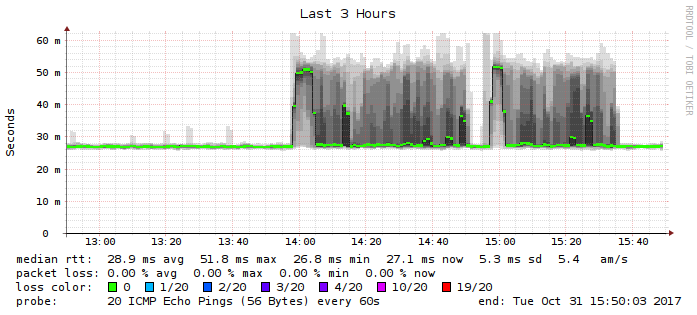 Last 3 Hours
RRDTOOL / TOBI OETIKER
Seconds
60 m
50 m
40 m
30 m
20 m
10 m
0
13:00 13:20 13:40 14:00 14:20 14:40 15:00 15:20 15:40
median rtt: 28.9 ms avg 51.8 ms max 26.8 ms min 27.1 ms now 5.3 ms sd 5.4 am/s
packet loss: 0.00 % avg 0.00 % max 0.00 % min 0.00 % now
loss color: 0 1/20 2/20 3/20 4/20 10/20 19/20
probe: 20 ICMP Echo Pings (56 Bytes) every 60s end: Tue Oct 31 15:50:03 2017